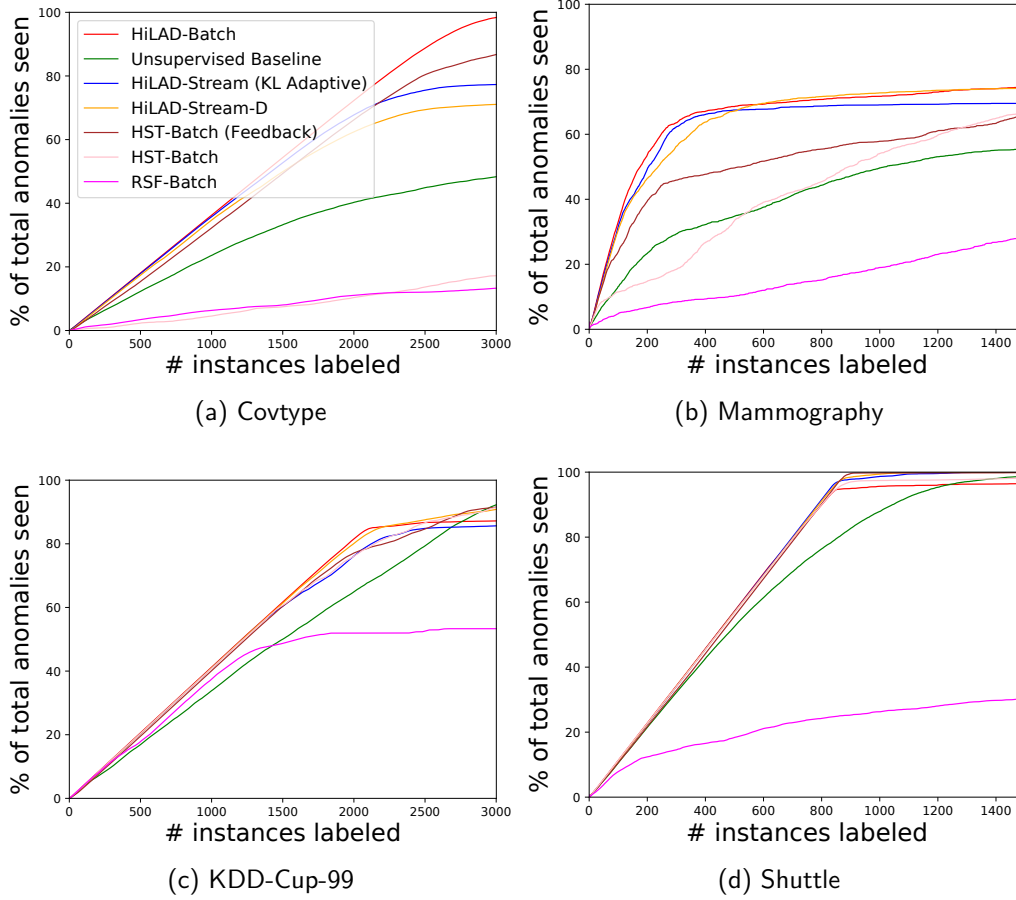 % of total anomalies seen
100
80
60
40
20
0
HiLAD-Batch
Unsupervised Baseline
HiLAD-Stream (KL Adaptive)
HiLAD-Stream-D
HST-Batch (Feedback)
HST-Batch
RSF-Batch
0 500 1000 1500 2000 2500 3000
# instances labeled
(a) Covtype
% of total anomalies seen
100
80
60
40
20
0
0 200 400 600 800 1000 1200 1400
# instances labeled
(b) Mammography
% of total anomalies seen
100
80
60
40
20
0
0 500 1000 1500 2000 2500 3000
# instances labeled
(c) KDD-Cup-99
% of total anomalies seen
100
80
60
40
20
0
0 200 400 600 800 1000 1200 1400
# instances labeled
(d) Shuttle